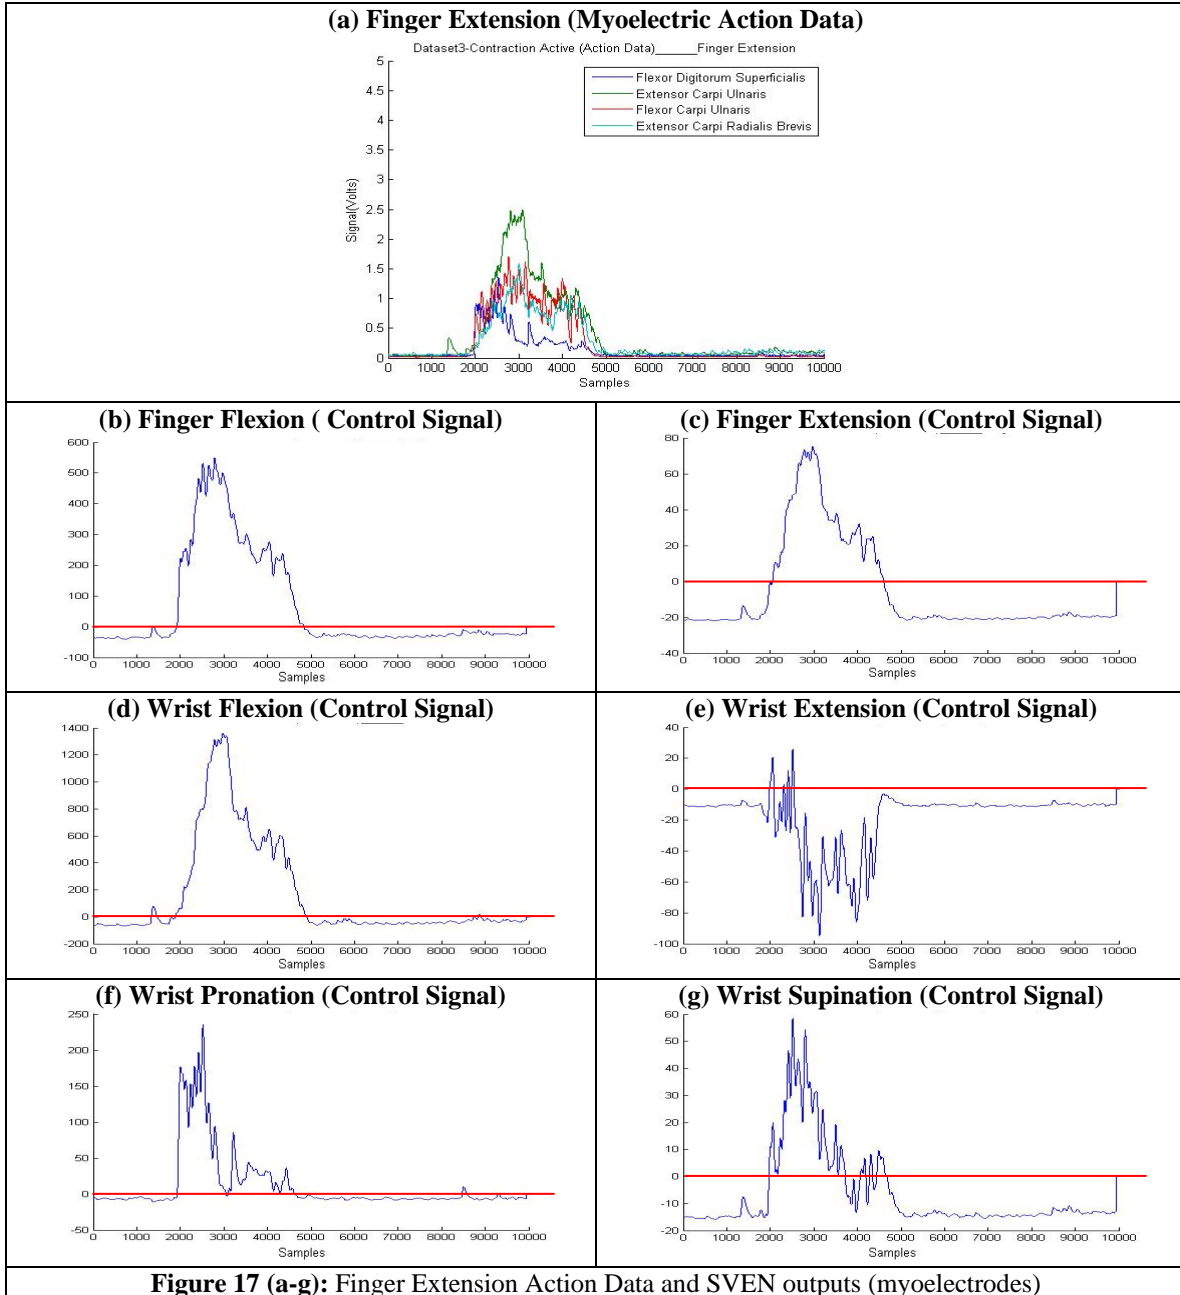 (a) Finger Extension (Myoelectric Action Data)
Dataset3-Contraction Active (Action Data)______Finger Extension
5
4.5
4
3.5
3
2.5
2
1.5
1
0.5
0
Signal(Volts)
Flexor Digitorum Superficialis
Extensor Carpi Ulnaris
Flexor Carpi Ulnaris
Extensor Carpi Radialis Brevis
0 1000 2000 3000 4000 5000 6000 7000 8000 9000 10000
Samples
(b) Finger Flexion ( Control Signal)
600
500
400
300
200
100
0
-100
0 1000 2000 3000 4000 5000 6000 7000 8000 9000 10000
Samples
(c) Finger Extension (Control Signal)
80
60
40
20
0
-20
-40
0 1000 2000 3000 4000 5000 6000 7000 8000 9000 10000
Samples
(d) Wrist Flexion (Control Signal)
1400
1200
1000
800
600
400
200
0
-200
0 1000 2000 3000 4000 5000 6000 7000 8000 9000 10000
Samples
(e) Wrist Extension (Control Signal)
40
20
0
-20
-40
-60
-80
-100
0 1000 2000 3000 4000 5000 6000 7000 8000 9000 10000
Samples
(f) Wrist Pronation (Control Signal)
250
200
150
100
50
0
-50
0 1000 2000 3000 4000 5000 6000 7000 8000 9000 10000
Samples
(g) Wrist Supination (Control Signal)
60
50
40
30
20
10
0
-10
-20
0 1000 2000 3000 4000 5000 6000 7000 8000 9000 10000
Samples
Figure 17 (a-g): Finger Extension Action Data and SVEN outputs (myoelectrodes)